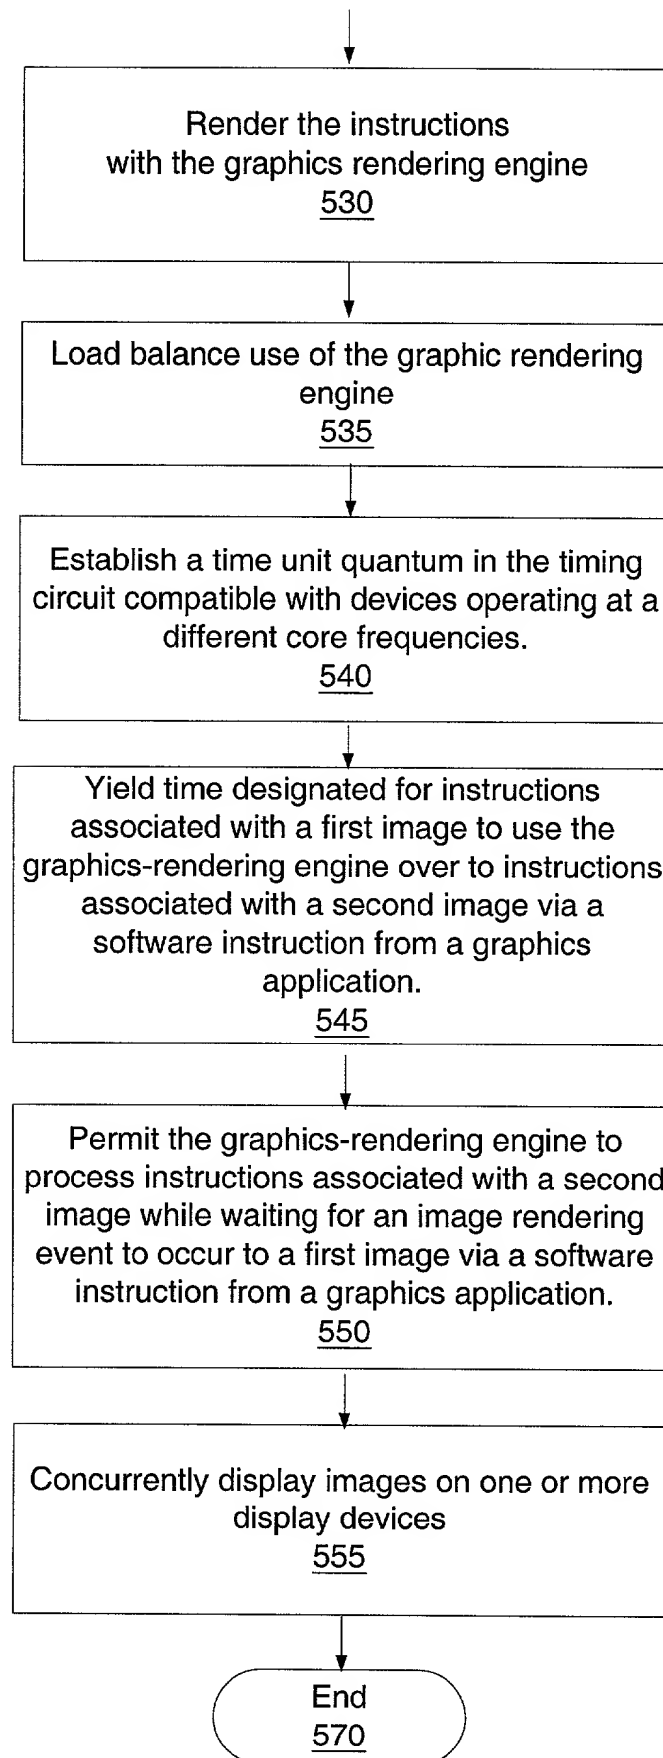 Render the instructions
with the graphics rendering engine
530
Load balance use of the graphic rendering
engine
535
Establish a time unit quantum in the timing
circuit compatible with devices operating at a
different core frequencies.
540
Yield time designated for instructions
associated with a first image to use the
graphics-rendering engine over to instructions
associated with a second image via a
software instruction from a graphics
application.
545
Permit the graphics-rendering engine to
process instructions associated with a second
image while waiting for an image rendering
event to occur to a first image via a software
instruction from a graphics application.
550
Concurrently display images on one or more
display devices
555
End
570